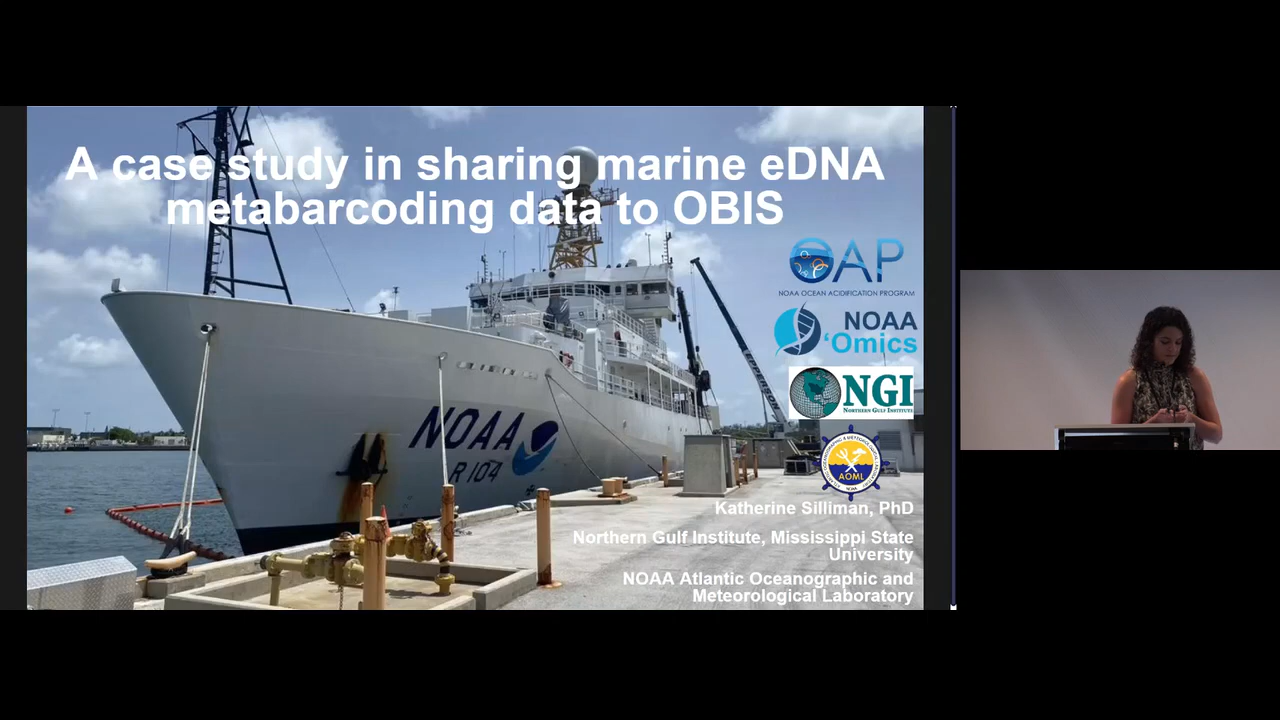 A case study in sharing marine eDNA
metabarcoding data to OBIS
OAP
NOAA OCEAN ACIDIFICATION PROGRAM
NOAA
'Omics
NGI
NORTHERN GULF INSTITUTE
NOAA
R 104
AOML
NOAA
Katherine Silliman, PhD
Northern Gulf Institute, Mississippi State
University
NOAA Atlantic Oceanographic and
Meteorological Laboratory